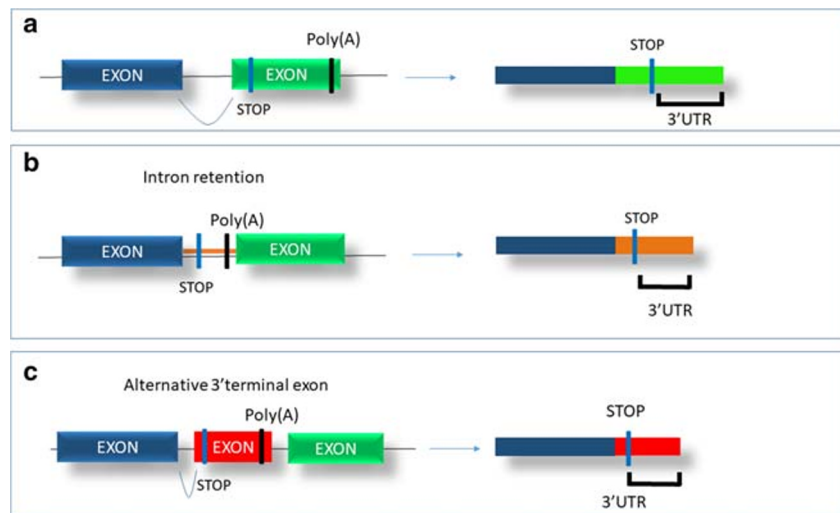 a
Poly(A)
EXON
EXON
STOP
STOP
3'UTR
b
Intron retention
Poly(A)
EXON
EXON
STOP
STOP
3'UTR
c
Alternative 3'terminal exon
Poly(A)
EXON
EXON
EXON
STOP
STOP
3'UTR